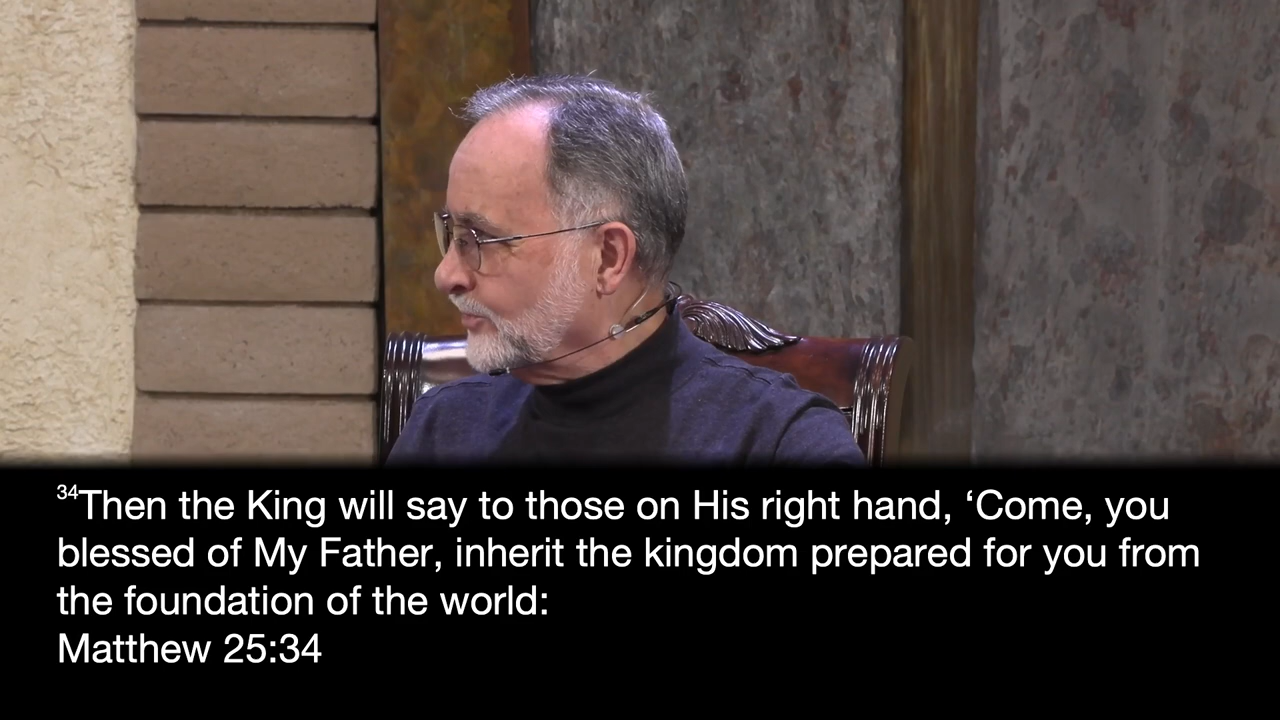 34Then the King will say to those on His right hand, ‘Come, you
blessed of My Father, inherit the kingdom prepared for you from
the foundation of the world:
Matthew 25:34